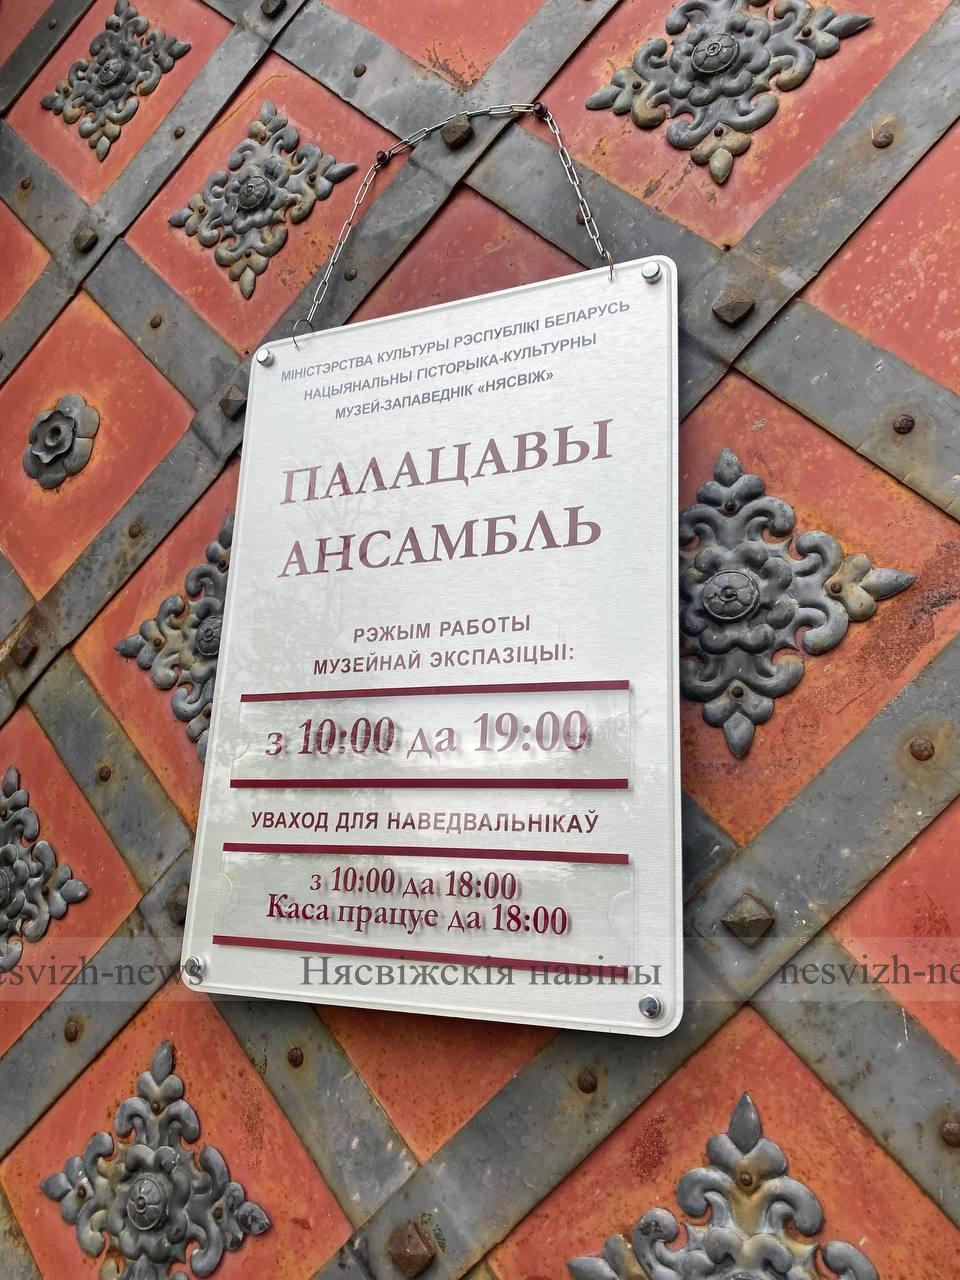 МІНІСТЭРСТВА КУЛЬТУРЫ РЭСПУБЛІКІ БЕЛАРУСЬ
НАЦЫЯНАЛЬНЫ ГІСТОРЫКА-КУЛЬТУРНЫ
МУЗЕЙ-ЗАПАВЕДНІК «НЯСВІЖ»
ПАЛАЦАВЫ
АНСАМБЛЬ
РЭЖЫМ РАБОТЫ
МУЗЕЙНАЙ ЭКСПАЗІЦЫІ:
з 10:00 да 19:00
УВАХОД ДЛЯ НАВЕДВАЛЬНІКАЎ
з 10:00 да 18:00
Каса працуе да 18:00
esvizh-news Нясвіжскія навіны nesvizh-ne